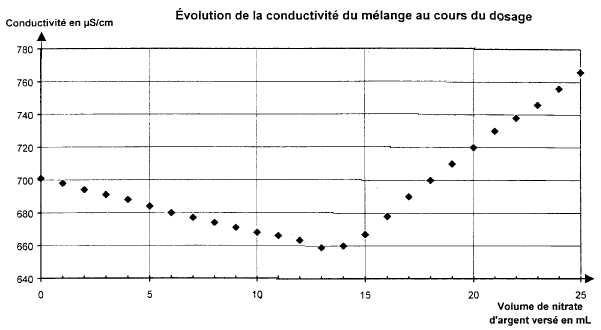 Évolution de la conductivité du mélange au cours du dosage
Conductivité en µS/cm
780
760
740
720
700
680
660
640
0 5 10 15 20 25
Volume de nitrate
d'argent versé en mL